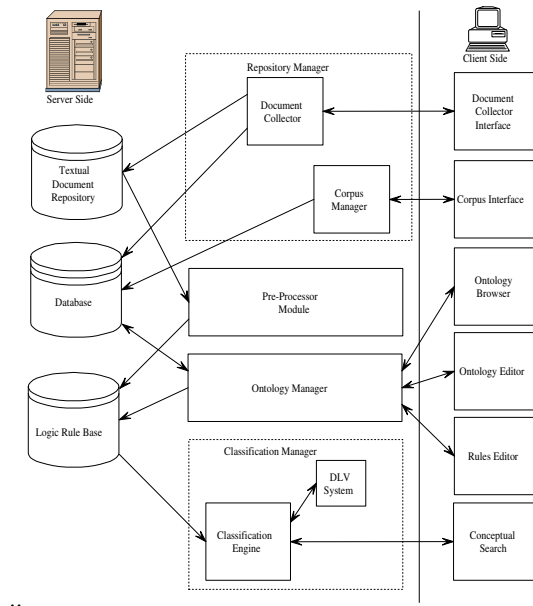 Repository Manager
Client Side
Server Side
Document
Collector
Document
Collector
Interface
Textual
Document
Repository
Corpus
Manager
Corpus Interface
Database
Pre-Processor
Module
Ontology
Browser
Ontology Manager
Ontology Editor
Logic Rule Base
Classification Manager
Rules Editor
DLV
System
Classification
Engine
Conceptual
Search